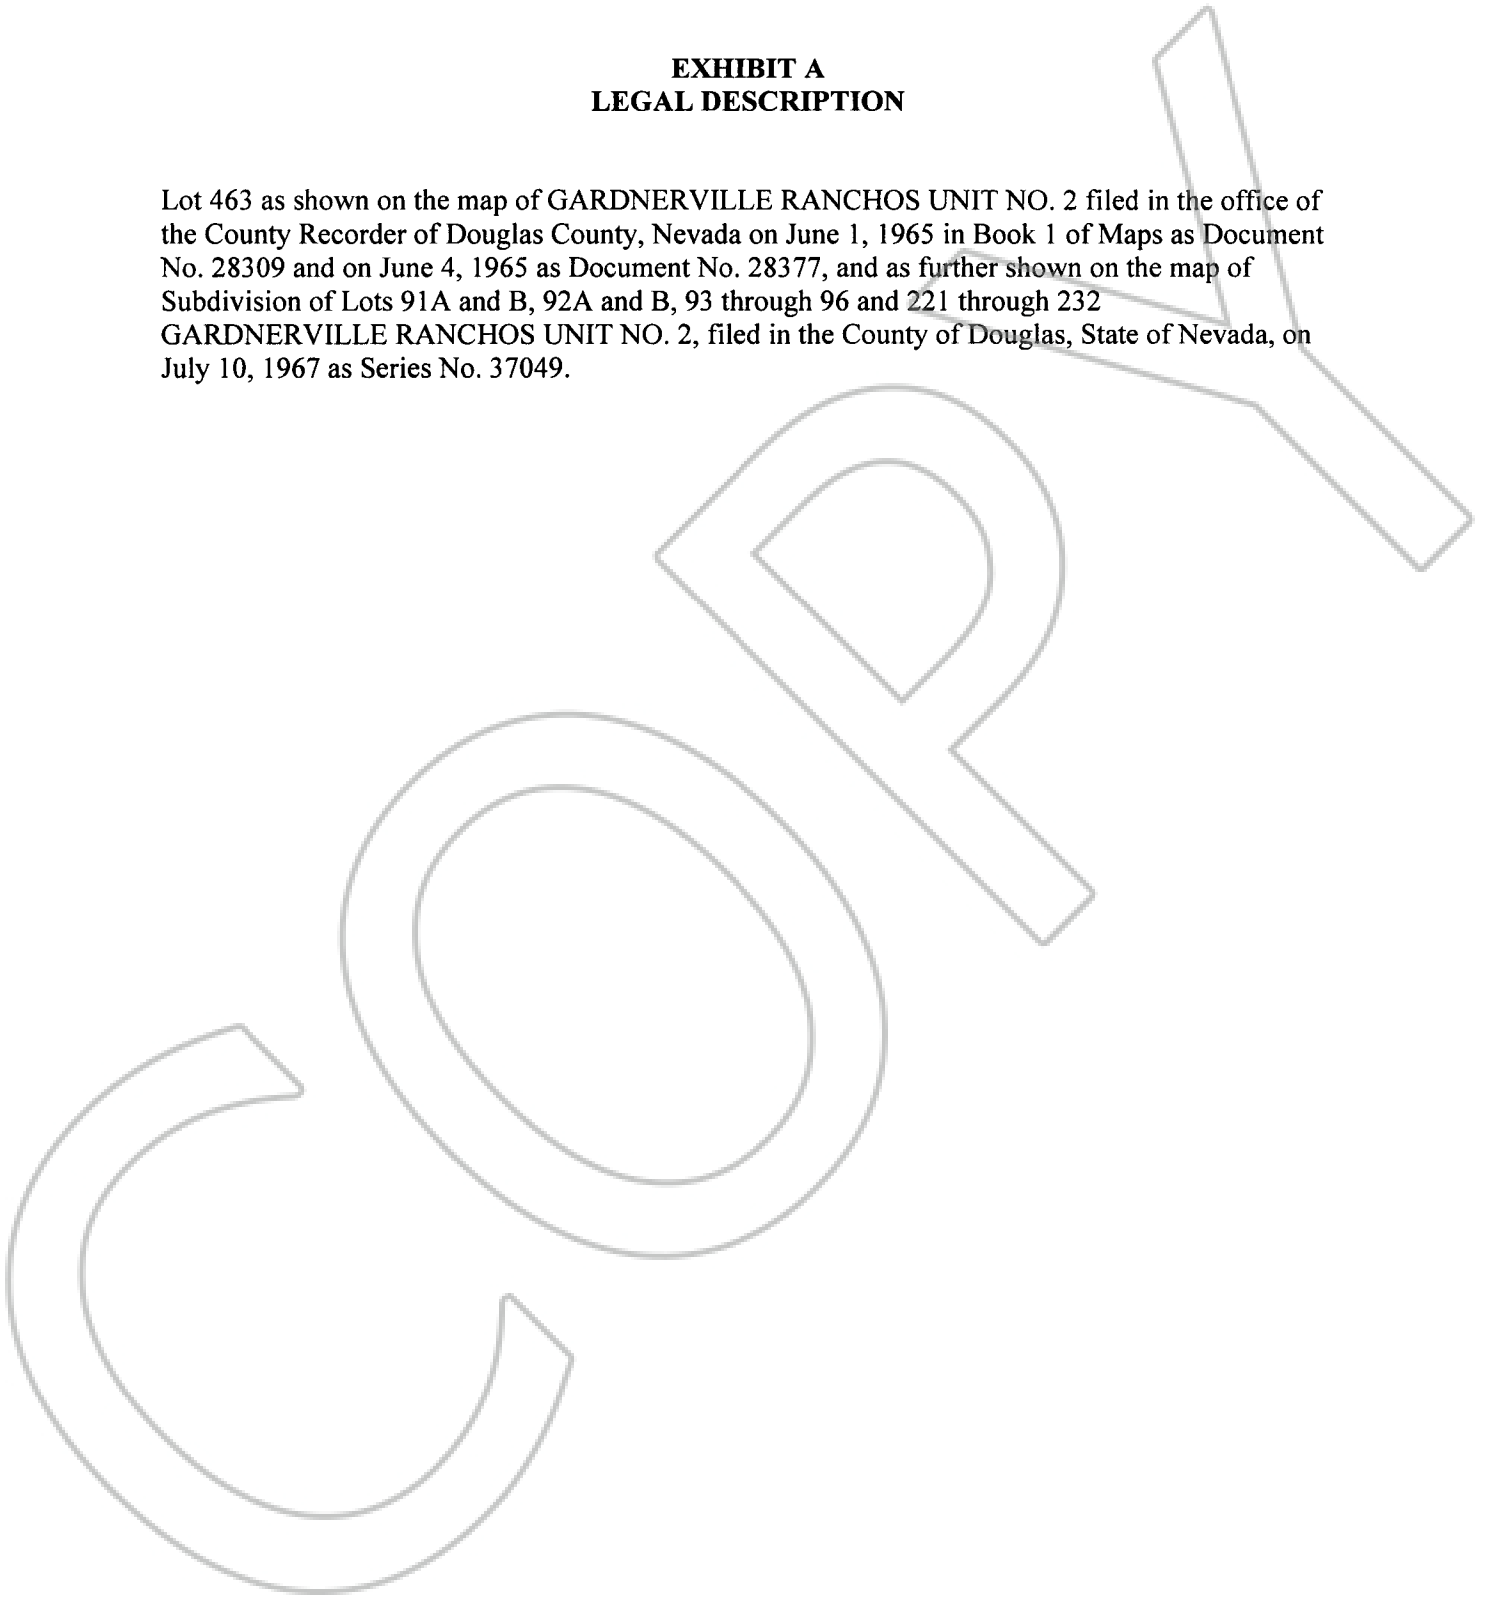 EXHIBIT A
LEGAL DESCRIPTION
Lot 463 as shown on the map of GARDNERVILLE RANCHOS UNIT NO. 2 filed in the office of
the County Recorder of Douglas County, Nevada on June 1, 1965 in Book 1 of Maps as Document
No. 28309 and on June 4, 1965 as Document No. 28377, and as further shown on the map of
Subdivision of Lots 91A and B, 92A and B, 93 through 96 and 221 through 232
GARDNERVILLE RANCHOS UNIT NO. 2, filed in the County of Douglas, State of Nevada, on
July 10, 1967 as Series No. 37049.
COPY